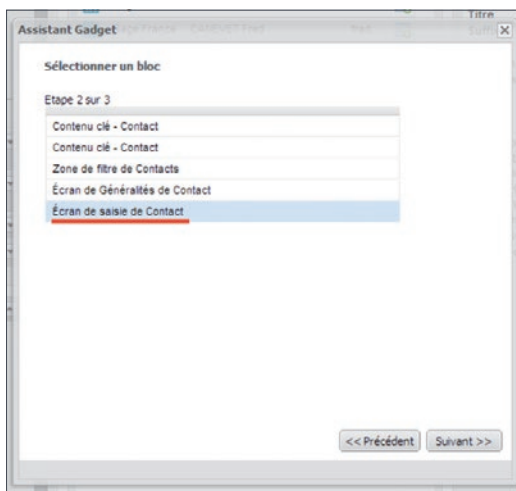 Titre
Assistant Gadget
Sélectionner un bloc
Etape 2 sur 3
Contenu clé - Contact
Contenu clé - Contact
Zone de filtre de Contacts
Écran de Généralités de Contact
Écran de saisie de Contact
<< Précédent
Suivant >>